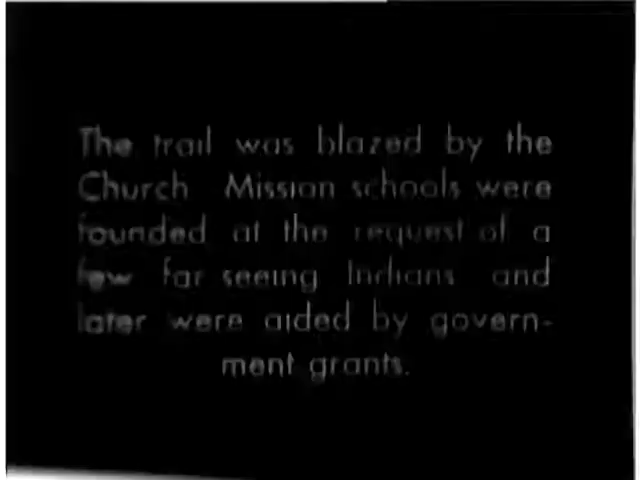 The trail was blazed by the
Church Mission schools were
founded at the request of a
few far seeing Indians and
later were aided by govern-
ment grants.